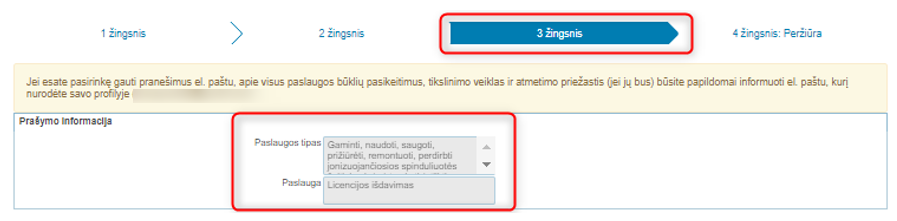 1 žingsnis
2 žingsnis
3 žingsnis
4 žingsnis: Peržiūra
Jei esate pasirinkę gauti pranešimus el. paštu, apie visus paslaugos būklių pasikeitimus, tikslinimo veiklas ir atmetimo priežastis (jei jų bus) būsite papildomai informuoti el. paštu, kurį
nurodėte savo profilyje
Prašymo informacija
Paslaugos tipas
Gaminti, naudoti, saugoti,
prižiūrėti, remontuoti, perdirbti
jonizuojančiosios spinduliuotės
Paslauga
Licencijos išdavimas